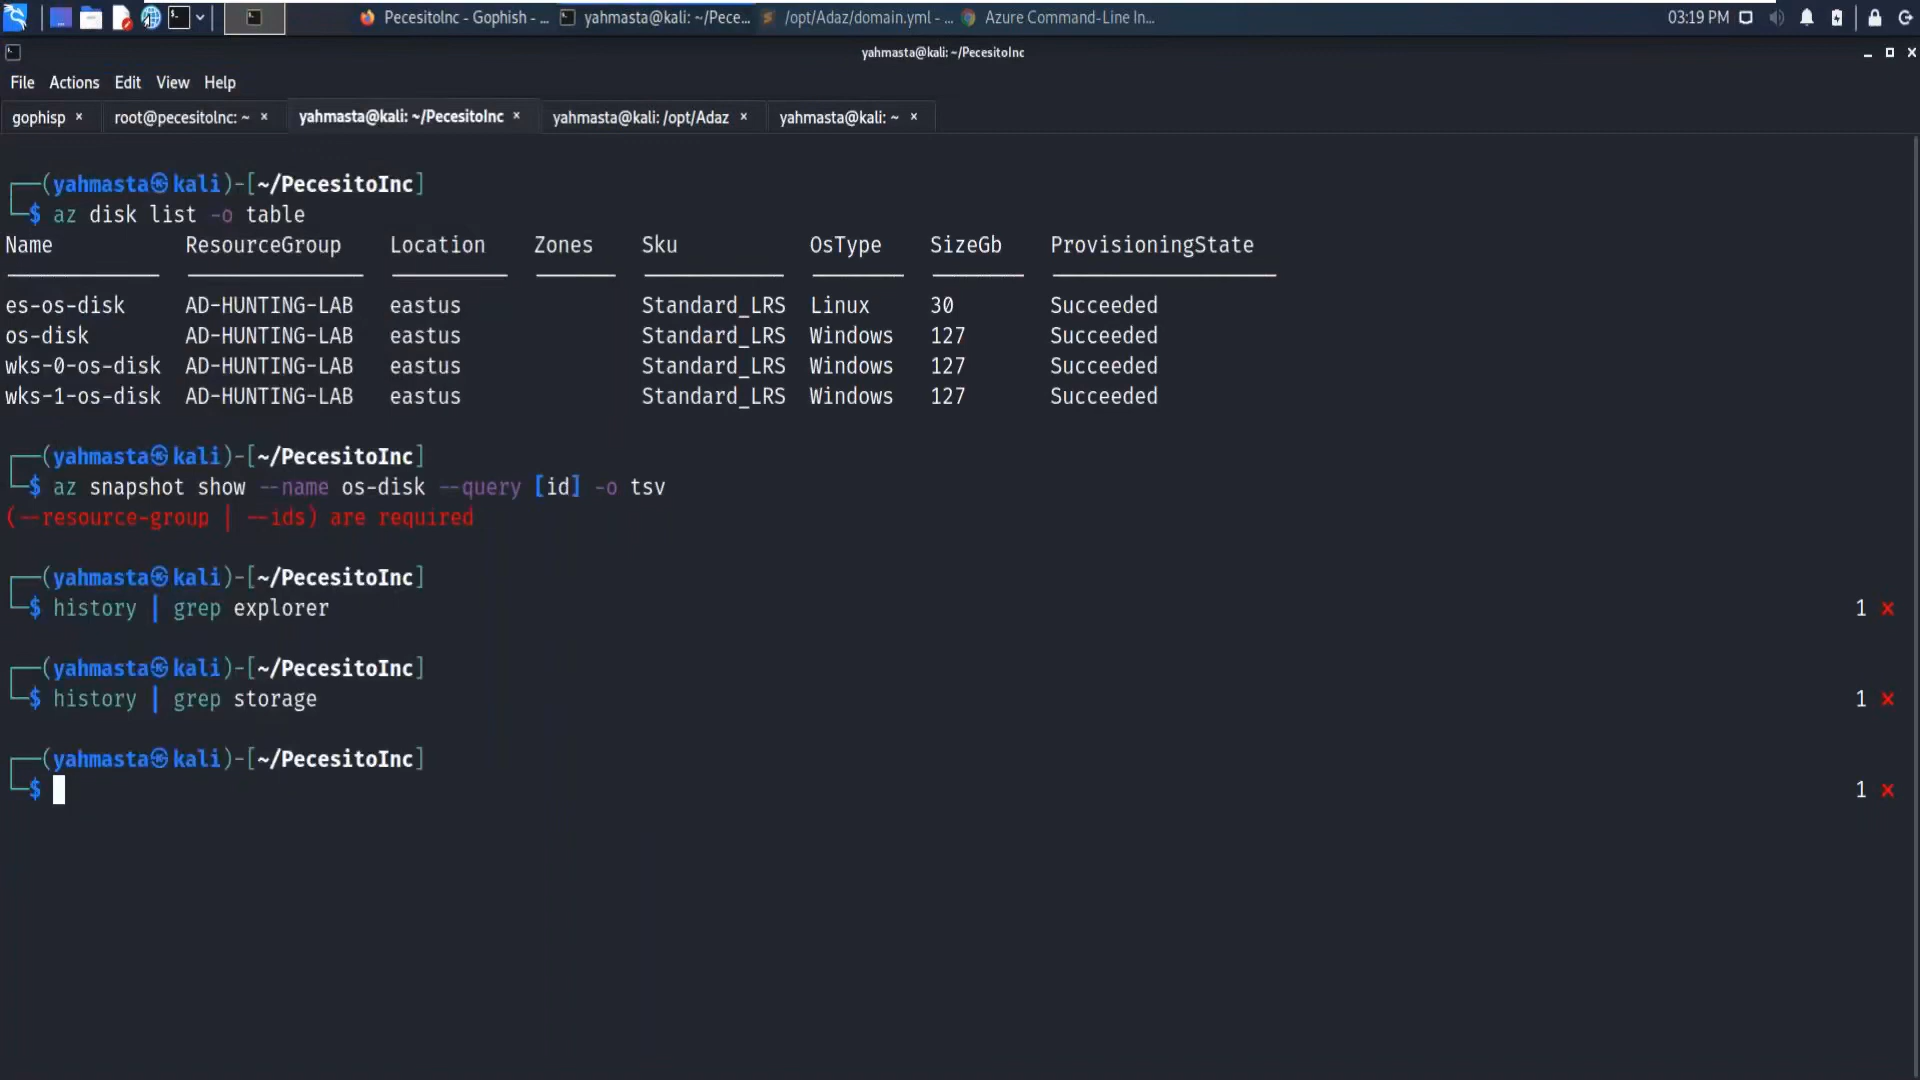 PecesitoInc - Gophish - ... yahmasta@kali: ~/Pece... /opt/Adaz/domain.yml - ... Azure Command-Line In... 03:19 PM
yahmasta@kali: ~/PecesitoInc
File Actions Edit View Help
gophisp × root@pecesitoInc: ~ × yahmasta@kali: ~/PecesitoInc × yahmasta@kali: /opt/Adaz × yahmasta@kali: ~ ×
┌──(yahmasta㉿kali)-[~/PecesitoInc]
└─$ az disk list -o table
Name ResourceGroup Location Zones Sku OsType SizeGb ProvisioningState
es-os-disk AD-HUNTING-LAB eastus Standard_LRS Linux 30 Succeeded
os-disk AD-HUNTING-LAB eastus Standard_LRS Windows 127 Succeeded
wks-0-os-disk AD-HUNTING-LAB eastus Standard_LRS Windows 127 Succeeded
wks-1-os-disk AD-HUNTING-LAB eastus Standard_LRS Windows 127 Succeeded
┌──(yahmasta㉿kali)-[~/PecesitoInc]
└─$ az snapshot show --name os-disk --query [id] -o tsv
(--resource-group | --ids) are required
┌──(yahmasta㉿kali)-[~/PecesitoInc]
└─$ history | grep explorer 1 ⨯
┌──(yahmasta㉿kali)-[~/PecesitoInc]
└─$ history | grep storage 1 ⨯
┌──(yahmasta㉿kali)-[~/PecesitoInc]
└─$ 1 ⨯